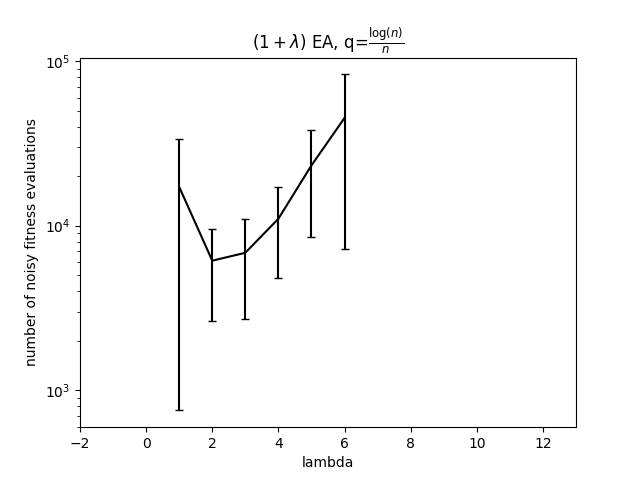 (1 + λ) EA, q=log(n)/n
number of noisy fitness evaluations
10^5
10^4
10^3
−2 0 2 4 6 8 10 12
lambda